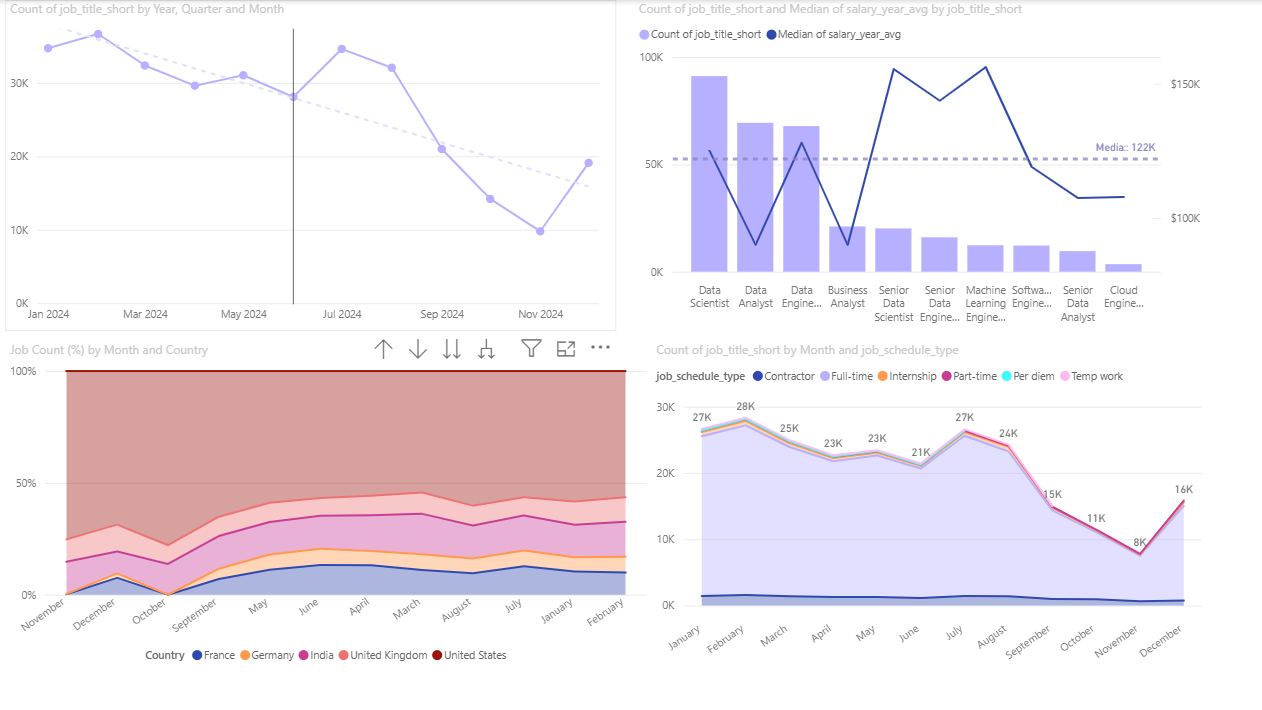 Count of job_title_short by Year, Quarter and Month
30K
20K
10K
0K
Jan 2024
Mar 2024
May 2024
Jul 2024
Sep 2024
Nov 2024
Count of job_title_short and Median of salary_year_avg by job_title_short
Count of job_title_short
Median of salary_year_avg
100K
50K
0K
$150K
$100K
Media:: 122K
Data
Scientist
Data
Analyst
Data
Engine...
Business
Analyst
Senior
Data
Scientist
Senior
Data
Engine...
Machine
Learning
Engine...
Softwa...
Engine...
Senior
Data
Analyst
Cloud
Engine...
Job Count (%) by Month and Country
100%
50%
0%
November
December
October
September
May
June
April
March
August
July
January
February
Country
France
Germany
India
United Kingdom
United States
Count of job_title_short by Month and job_schedule_type
job_schedule_type
Contractor
Full-time
Internship
Part-time
Per diem
Temp work
30K
20K
10K
0K
27K
28K
25K
23K
23K
21K
27K
24K
15K
11K
8K
16K
January
February
March
April
May
June
July
August
September
October
November
December